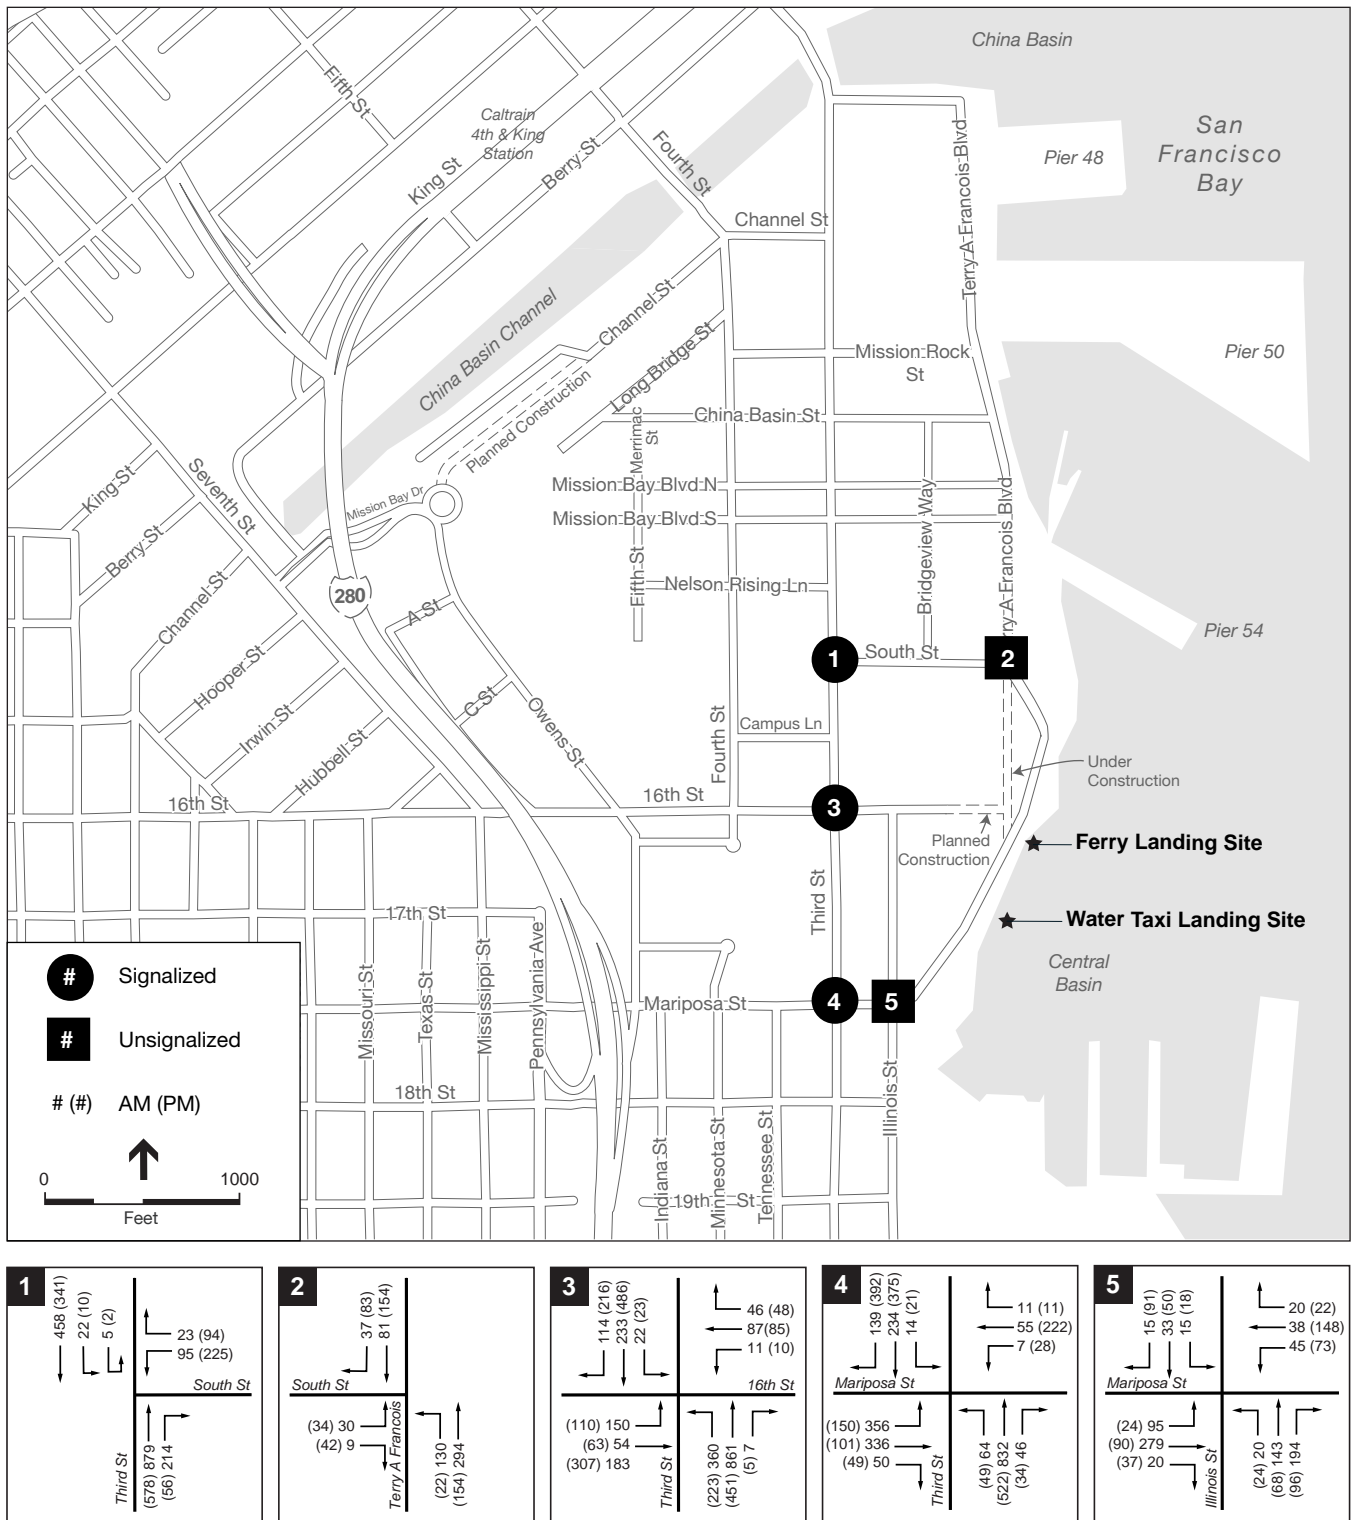 China Basin
San
Francisco
Bay
Fifth St
Caltrain
4th & King
Station
King St
Berry St
Fourth St
Terry A Francois Blvd
Pier 48
Channel St
China Basin Channel
Channel St
Long Bridge St
Planned Construction
Mission Rock
St
Pier 50
China Basin St
Merrimac
St
King St
Seventh St
Mission Bay Dr
Mission Bay Blvd N
Mission Bay Blvd S
Bridgeview Way
Terry A Francois Blvd
Berry St
Channel St
280
A St
Fifth St
Nelson Rising Ln
Pier 54
Hooper St
1
South St
2
C St
Owens St
Irwin St
Hubbell St
Fourth St
Campus Ln
Under
Construction
16th St
16th St
3
Planned
Construction
Ferry Landing Site
Third St
Water Taxi Landing Site
17th St
Central
Basin
Missouri St
Texas St
Mississippi St
Pennsylvania Ave
Mariposa St
4
5
18th St
Illinois St
Indiana St
Minnesota St
Tennessee St
19th St
# Signalized
# Unsignalized
# (#) AM (PM)
0 1000
Feet
1
458 (341)
22 (10)
5 (2)
23 (94)
95 (225)
South St
Third St
(578) 879
(56) 214
2
37 (83)
81 (154)
South St
(34) 30
(42) 9
Terry A Francois
(22) 130
(154) 294
3
114 (216)
233 (486)
22 (23)
46 (48)
87(85)
11 (10)
16th St
(110) 150
(63) 54
(307) 183
Third St
(223) 360
(451) 861
(5) 7
4
139 (392)
234 (375)
14 (21)
11 (11)
55 (222)
7 (28)
Mariposa St
(150) 356
(101) 336
(49) 50
Third St
(49) 64
(522) 832
(34) 46
5
15 (91)
33 (50)
15 (18)
20 (22)
38 (148)
45 (73)
Mariposa St
(24) 95
(90) 279
(37) 20
Illinois St
(24) 20
(68) 143
(96) 194